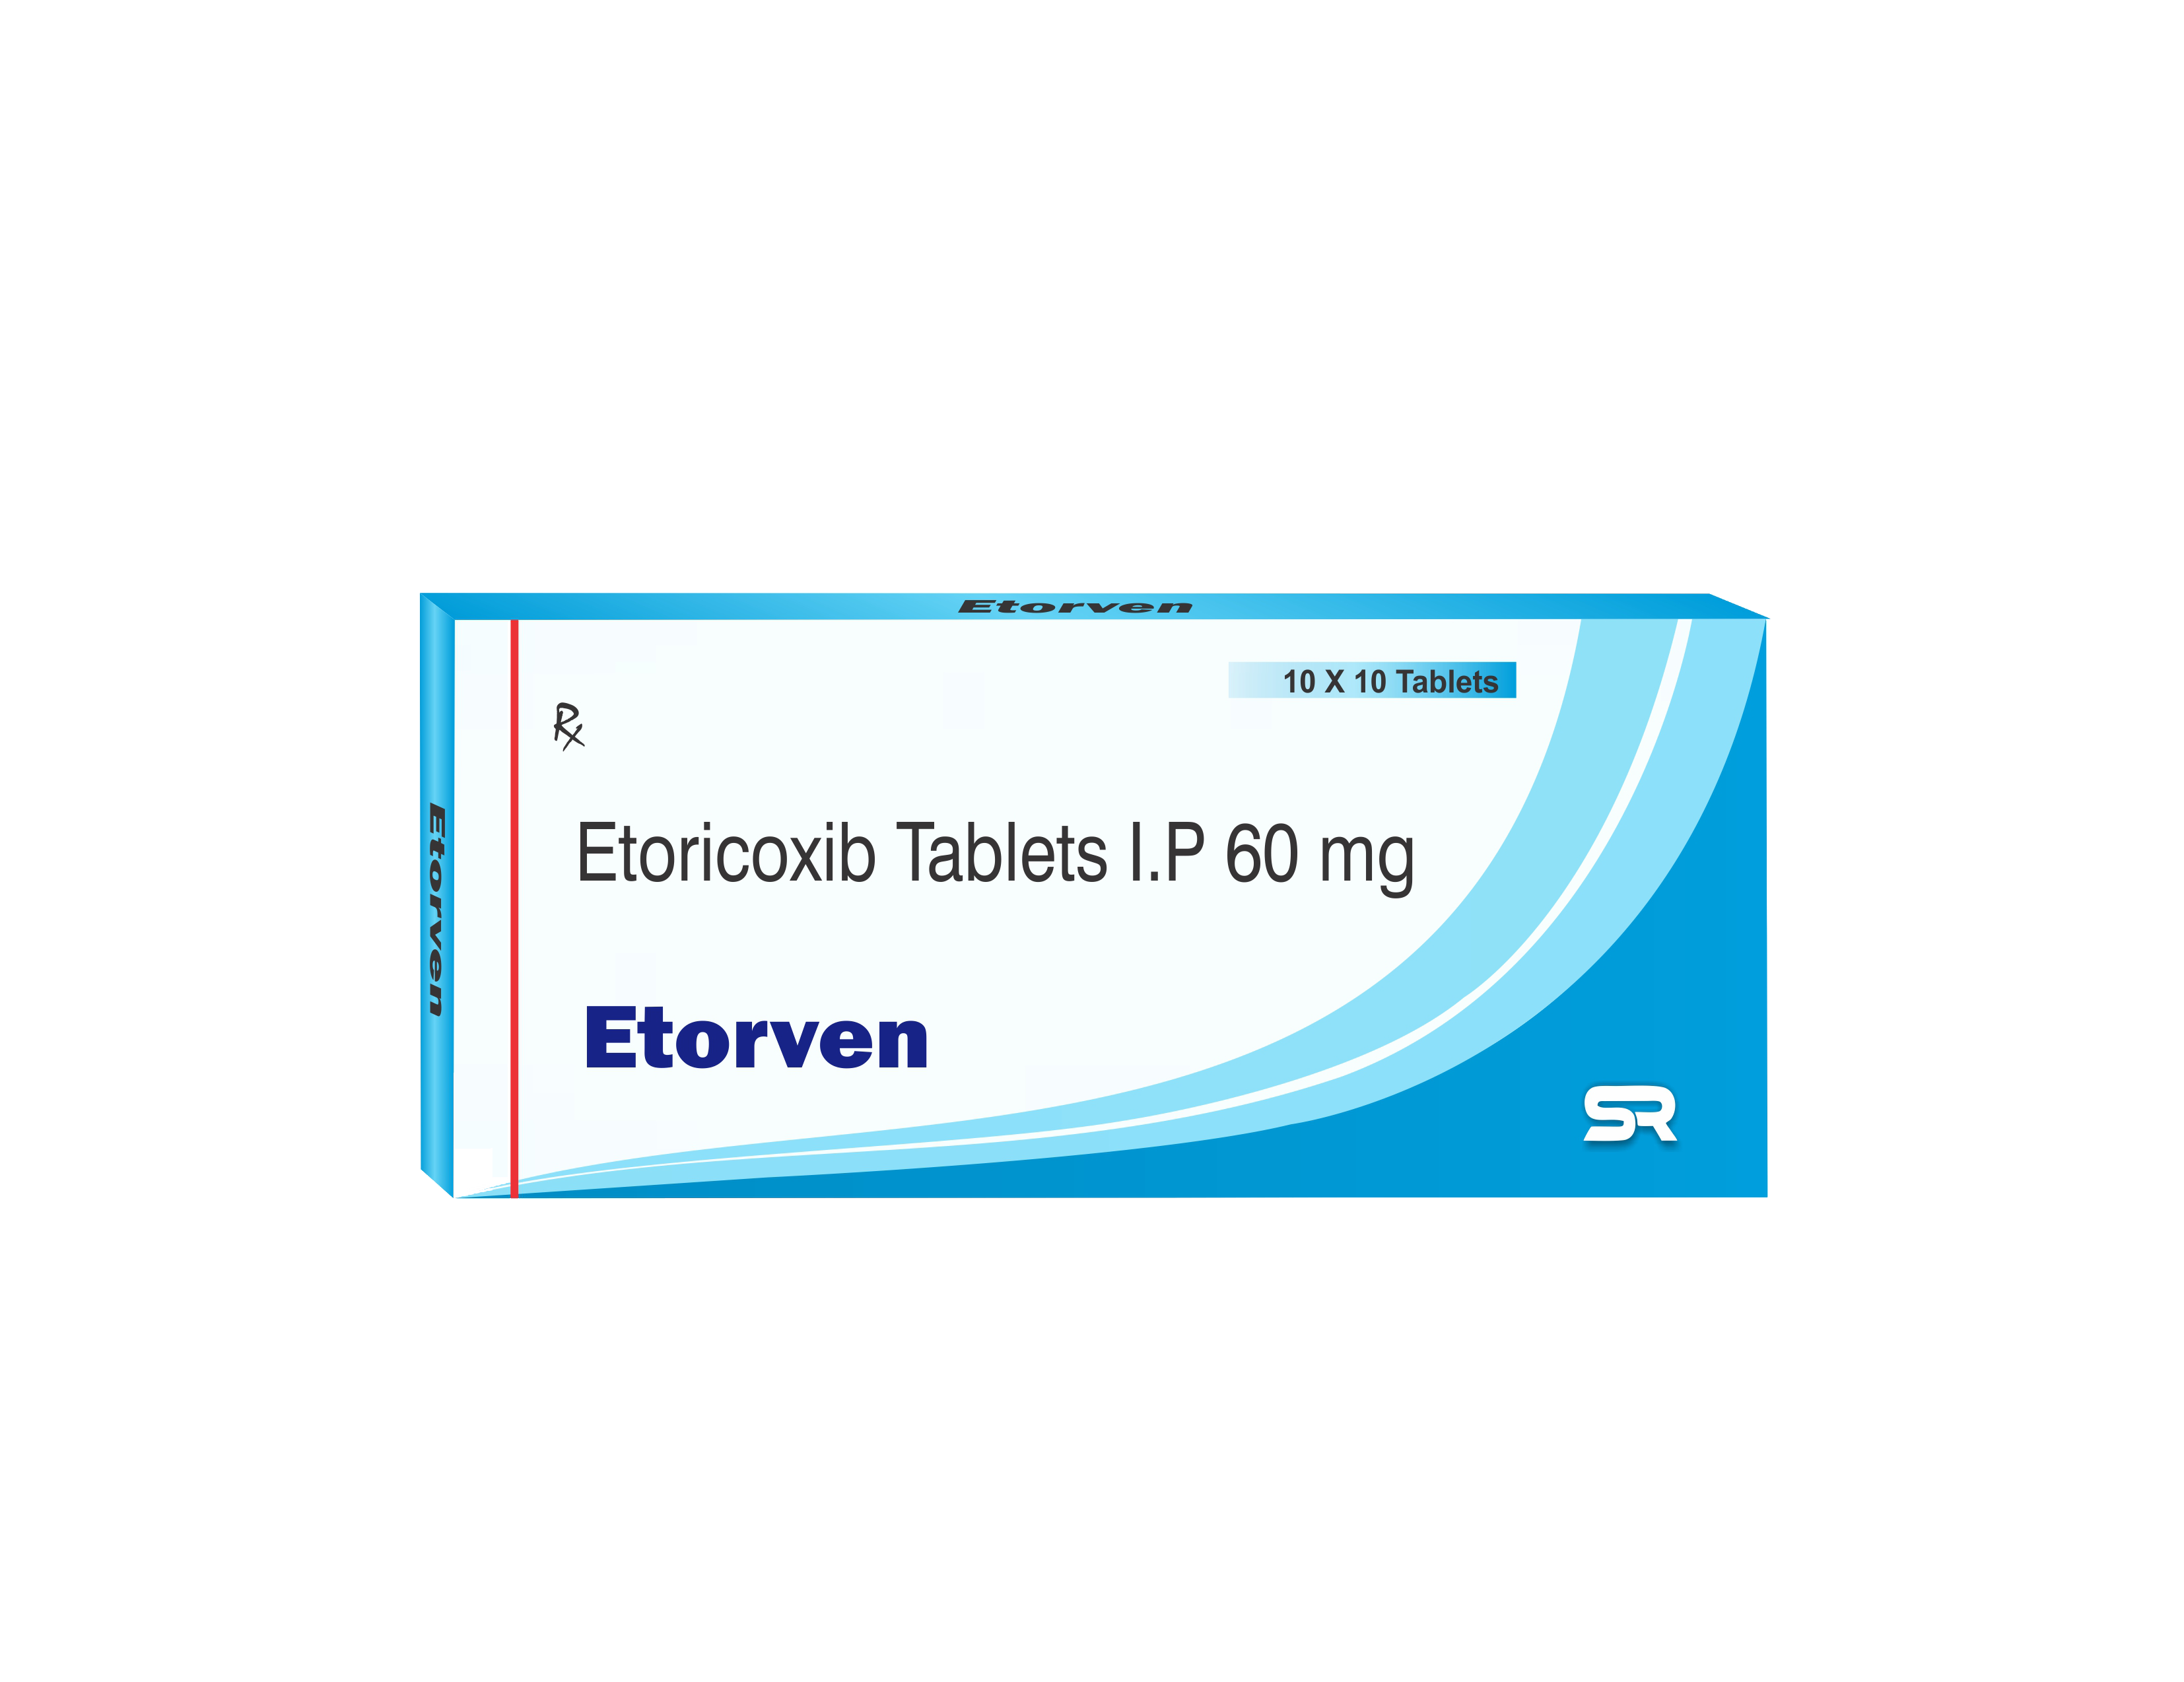 Etorven
10 X 10 Tablets
Rx
Etoricoxib Tablets I.P 60 mg
Etorven
Etorven
SR